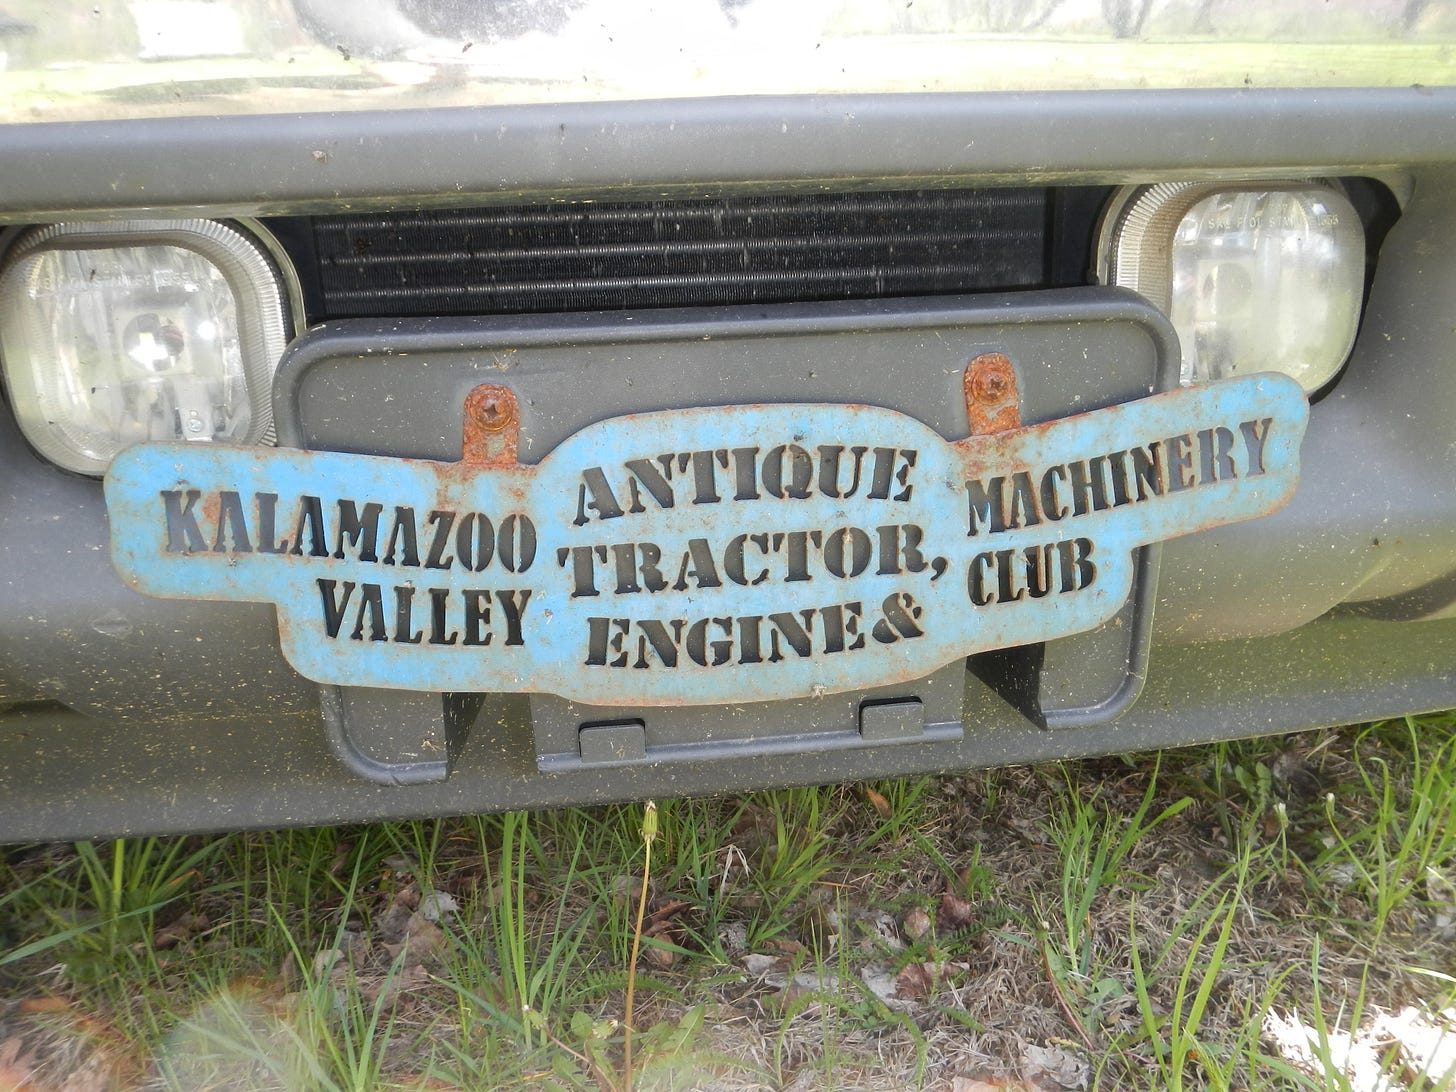 KALAMAZOO
VALLEY
ANTIQUE
TRACTOR,
ENGINE &
MACHINERY
CLUB